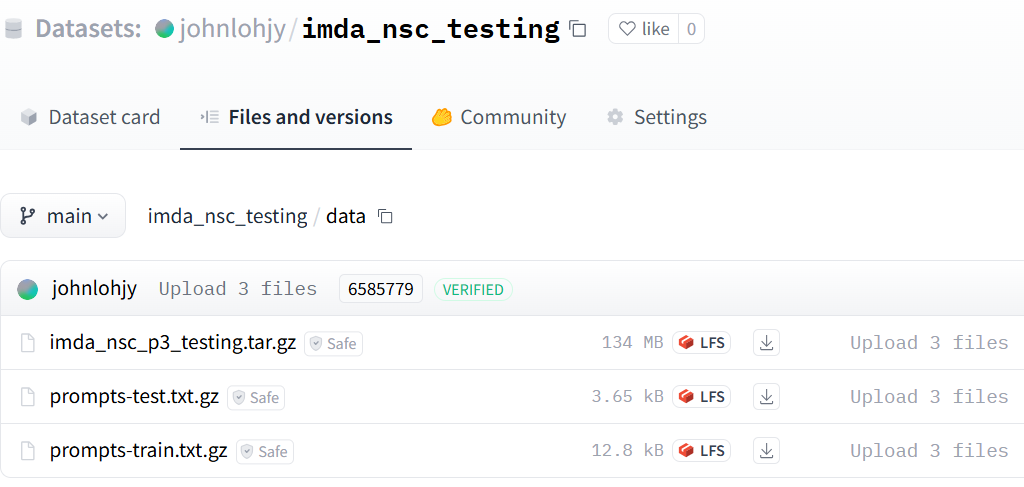 Datasets: johnlohjy/imda_nsc_testing like 0
Dataset card Files and versions Community Settings
main imda_nsc_testing / data
johnlohjy Upload 3 files 6585779 VERIFIED
imda_nsc_p3_testing.tar.gz Safe 134 MB LFS Upload 3 files
prompts-test.txt.gz Safe 3.65 kB LFS Upload 3 files
prompts-train.txt.gz Safe 12.8 kB LFS Upload 3 files